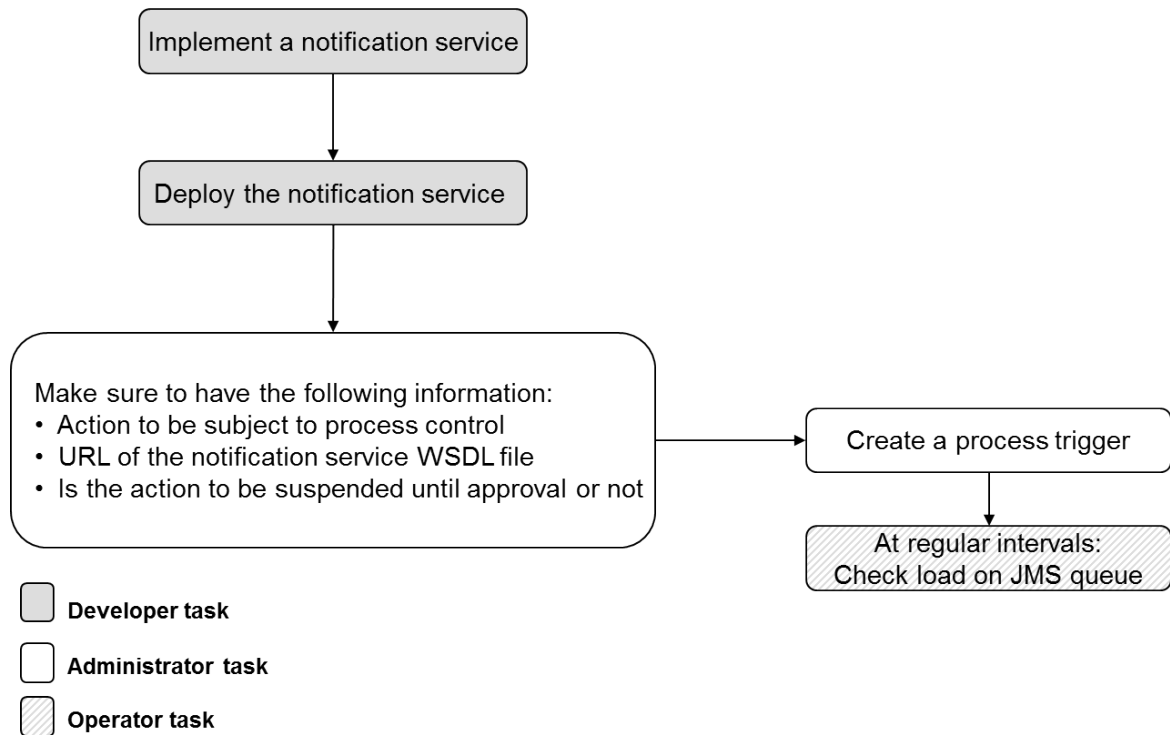 Implement a notification service
Deploy the notification service
Make sure to have the following information:
• Action to be subject to process control
• URL of the notification service WSDL file
• Is the action to be suspended until approval or not
Create a process trigger
At regular intervals:
Check load on JMS queue
Developer task
Administrator task
Operator task